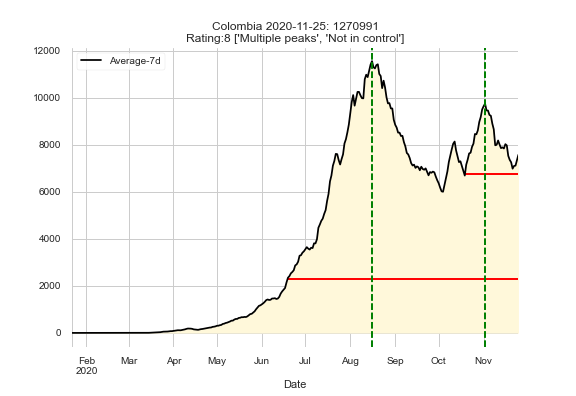 Colombia 2020-11-25: 1270991
Rating:8 ['Multiple peaks', 'Not in control']
Average-7d
12000
10000
8000
6000
4000
2000
0
Feb Mar Apr May Jun Jul Aug Sep Oct Nov
2020
Date